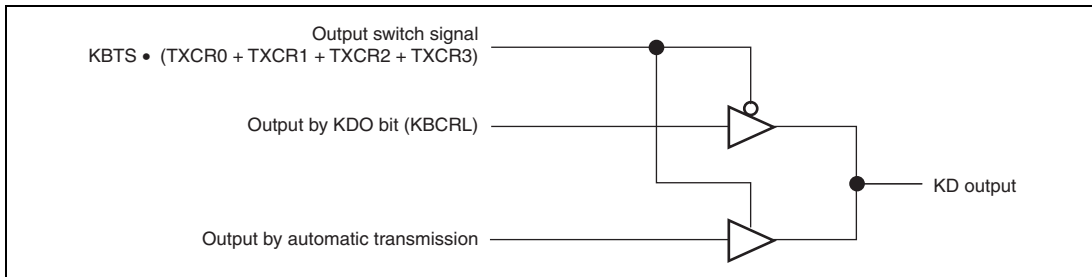 Output switch signal
KBTS • (TXCR0 + TXCR1 + TXCR2 + TXCR3)
Output by KDO bit (KBCRL)
KD output
Output by automatic transmission